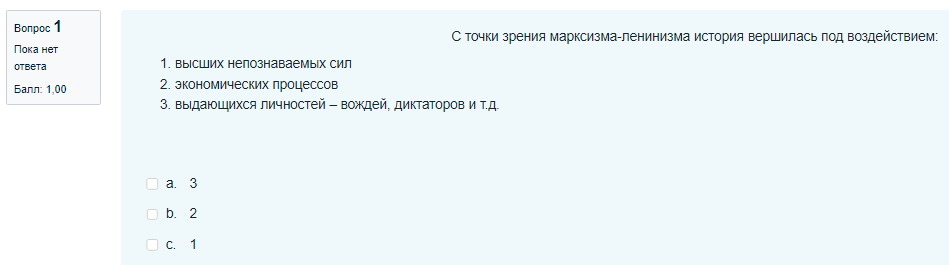 Вопрос 1
Пока нет
ответа
Балл: 1,00
С точки зрения марксизма-ленинизма история вершилась под воздействием:
1. высших непознаваемых сил
2. экономических процессов
3. выдающихся личностей – вождей, диктаторов и т.д.
a. 3
b. 2
c. 1